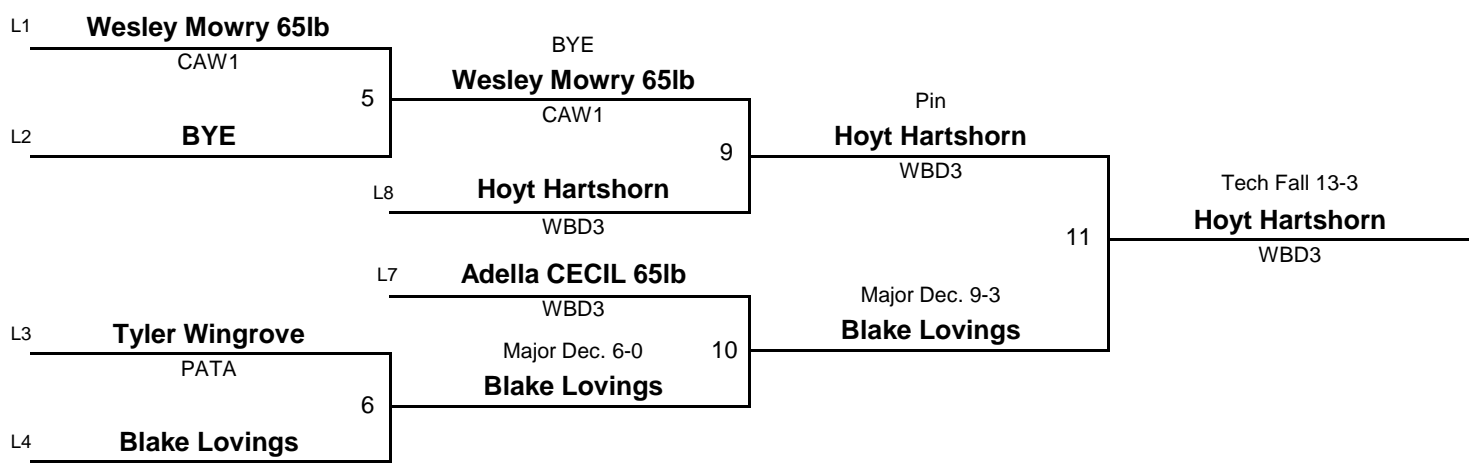 L1
Wesley Mowry 65lb
CAW1
5
L2
BYE
BYE
Wesley Mowry 65lb
CAW1
9
L8
Hoyt Hartshorn
WBD3
Pin
Hoyt Hartshorn
WBD3
11
Tech Fall 13-3
Hoyt Hartshorn
WBD3
L7
Adella CECIL 65lb
WBD3
10
L3
Tyler Wingrove
PATA
6
L4
Blake Lovings
Major Dec. 6-0
Blake Lovings
Major Dec. 9-3
Blake Lovings